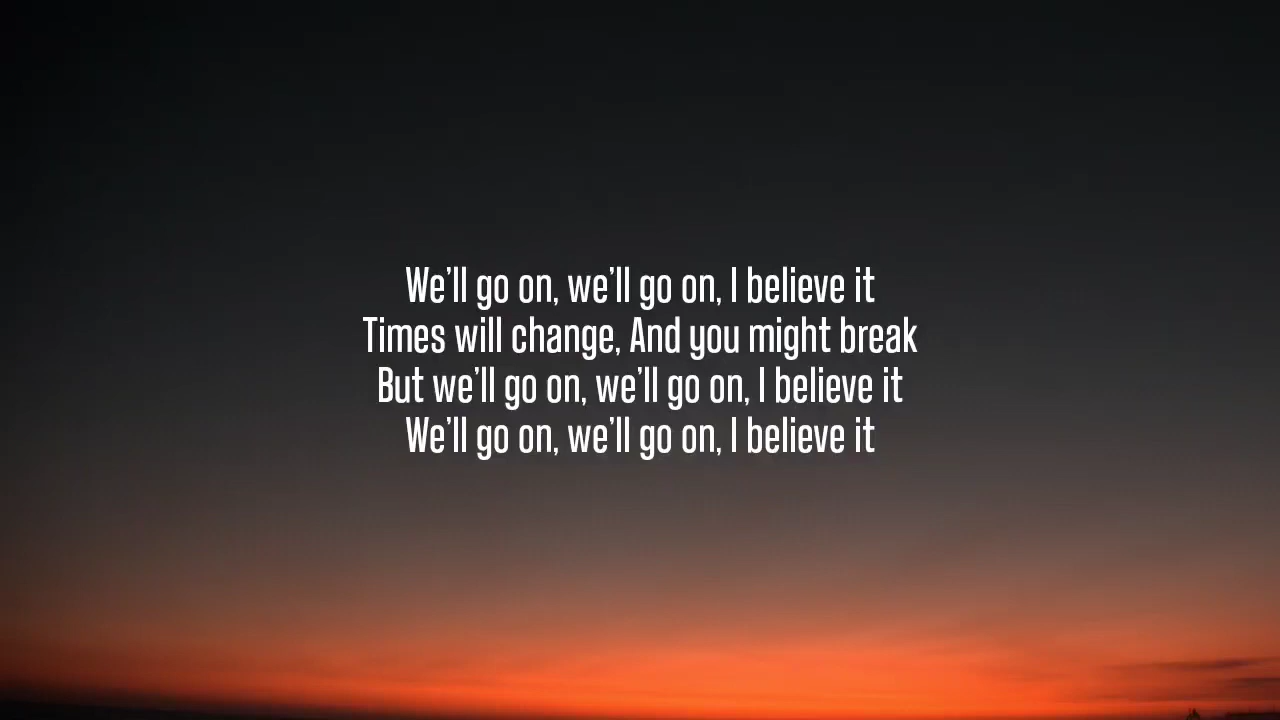 We'll go on, we'll go on, I believe it
Times will change, And you might break
But we'll go on, we'll go on, I believe it
We'll go on, we'll go on, I believe it